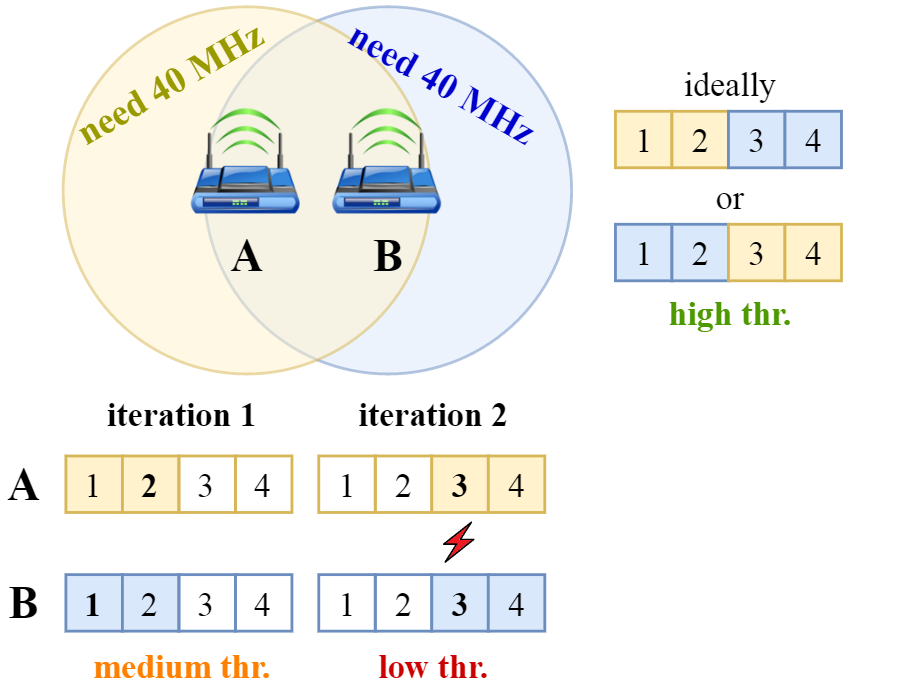 need 40 MHz
need 40 MHz
A
B
ideally
1 2 3 4
or
1 2 3 4
high thr.
iteration 1
iteration 2
A
1 2 3 4
1 2 3 4
B
1 2 3 4
1 2 3 4
medium thr.
low thr.